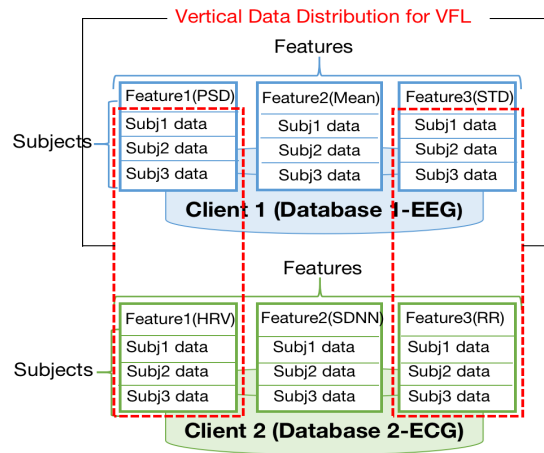 Vertical Data Distribution for VFL
Features
Feature1(PSD) Feature2(Mean) Feature3(STD)
Subj1 data Subj1 data Subj1 data
Subjects
Subj2 data Subj2 data Subj2 data
Subj3 data Subj3 data Subj3 data
Client 1 (Database 1-EEG)
Features
Feature1(HRV) Feature2(SDNN) Feature3(RR)
Subj1 data Subj1 data Subj1 data
Subjects Subj2 data Subj2 data Subj2 data
Subj3 data Subj3 data Subj3 data
Client 2 (Database 2-ECG)